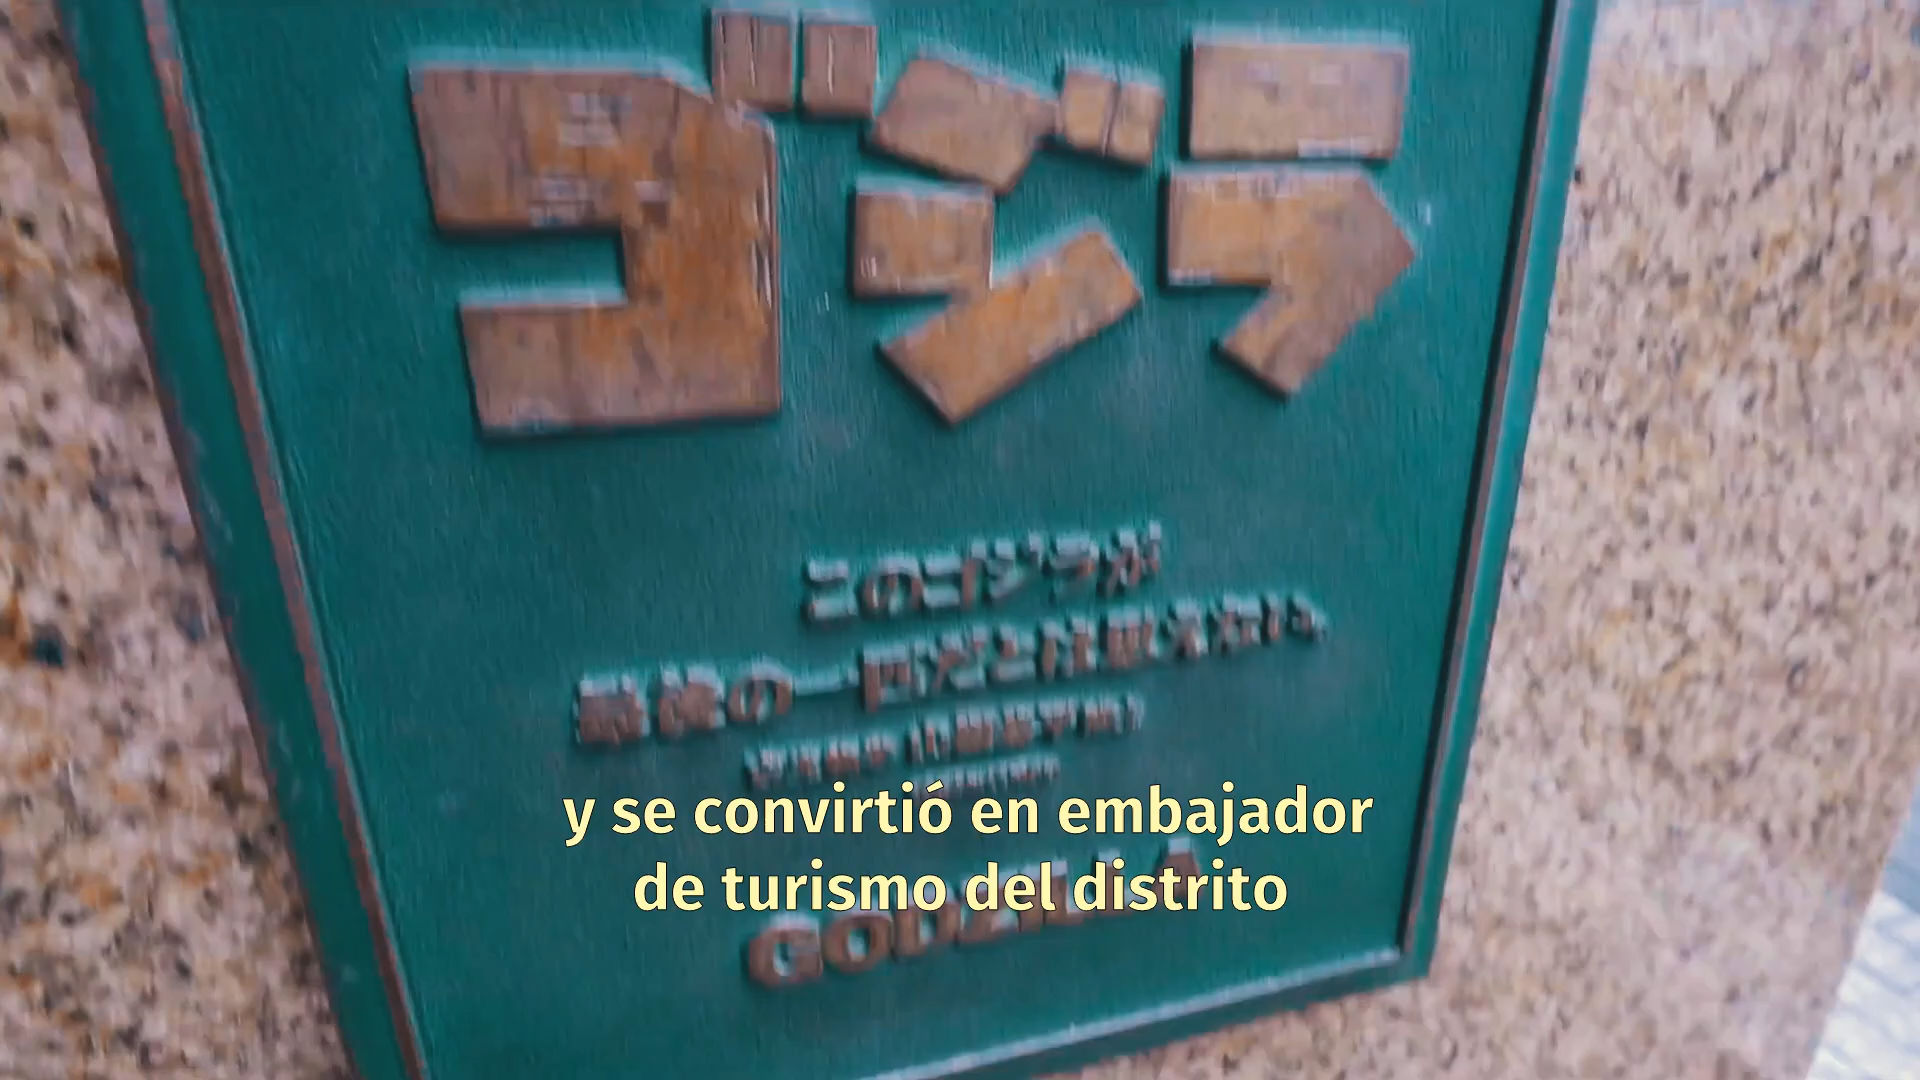 ゴジラ
このゴジラが
最後の一匹だとは思えない。
y se convirtió en embajador
de turismo del distrito
GODZILLA